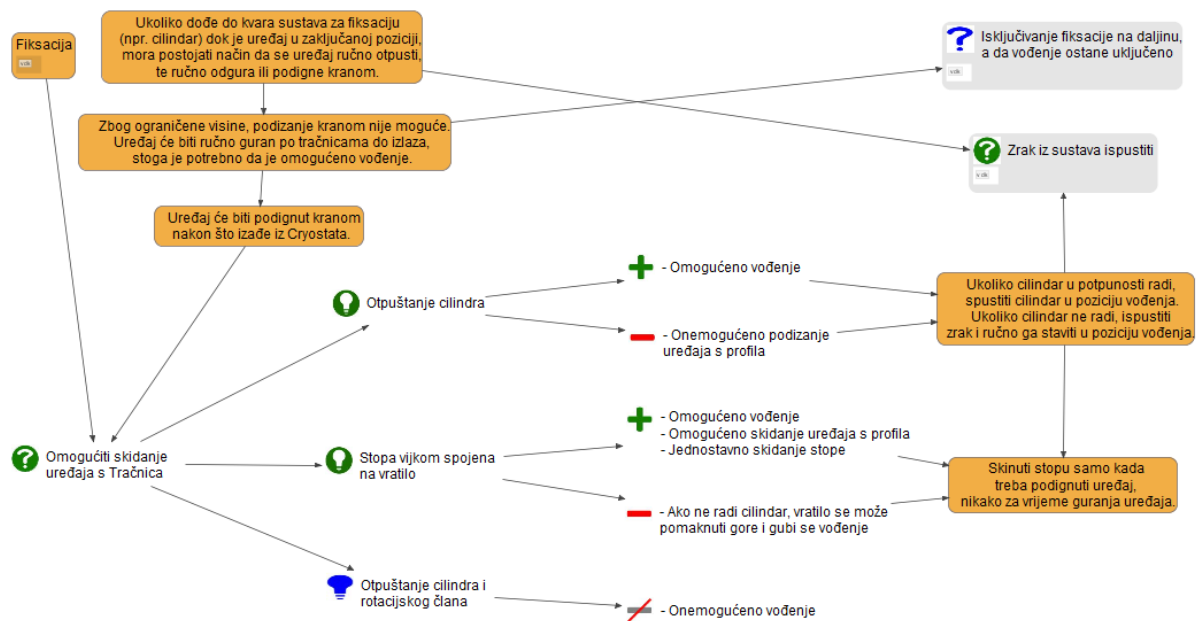 Fiksacija
vdk
Ukoliko dođe do kvara sustava za fiksaciju
(npr. cilindar) dok je uređaj u zaključanoj poziciji,
mora postojati način da se uređaj ručno otpusti,
te ručno odgura ili podigne kranom.
Isključivanje fiksacije na daljinu,
a da vođenje ostane uključeno
vdk
Zbog ograničene visine, podizanje kranom nije moguće.
Uređaj će biti ručno guran po tračnicama do izlaza,
stoga je potrebno da je omogućeno vođenje.
Zrak iz sustava ispustiti
vdk
Uređaj će biti podignut kranom
nakon što izađe iz Cryostata.
Otpuštanje cilindra
- Omogućeno vođenje
- Onemogućeno podizanje
uređaja s profila
Ukoliko cilindar u potpunosti radi,
spustiti cilindar u poziciju vođenja.
Ukoliko cilindar ne radi, ispustiti
zrak i ručno ga staviti u poziciju vođenja.
Omogućiti skidanje
uređaja s Tračnica
Stopa vijkom spojena
na vratilo
- Omogućeno vođenje
- Omogućeno skidanje uređaja s profila
- Jednostavno skidanje stope
- Ako ne radi cilindar, vratilo se može
pomaknuti gore i gubi se vođenje
Skinuti stopu samo kada
treba podignuti uređaj,
nikako za vrijeme guranja uređaja.
Otpuštanje cilindra i
rotacijskog člana
- Onemogućeno vođenje